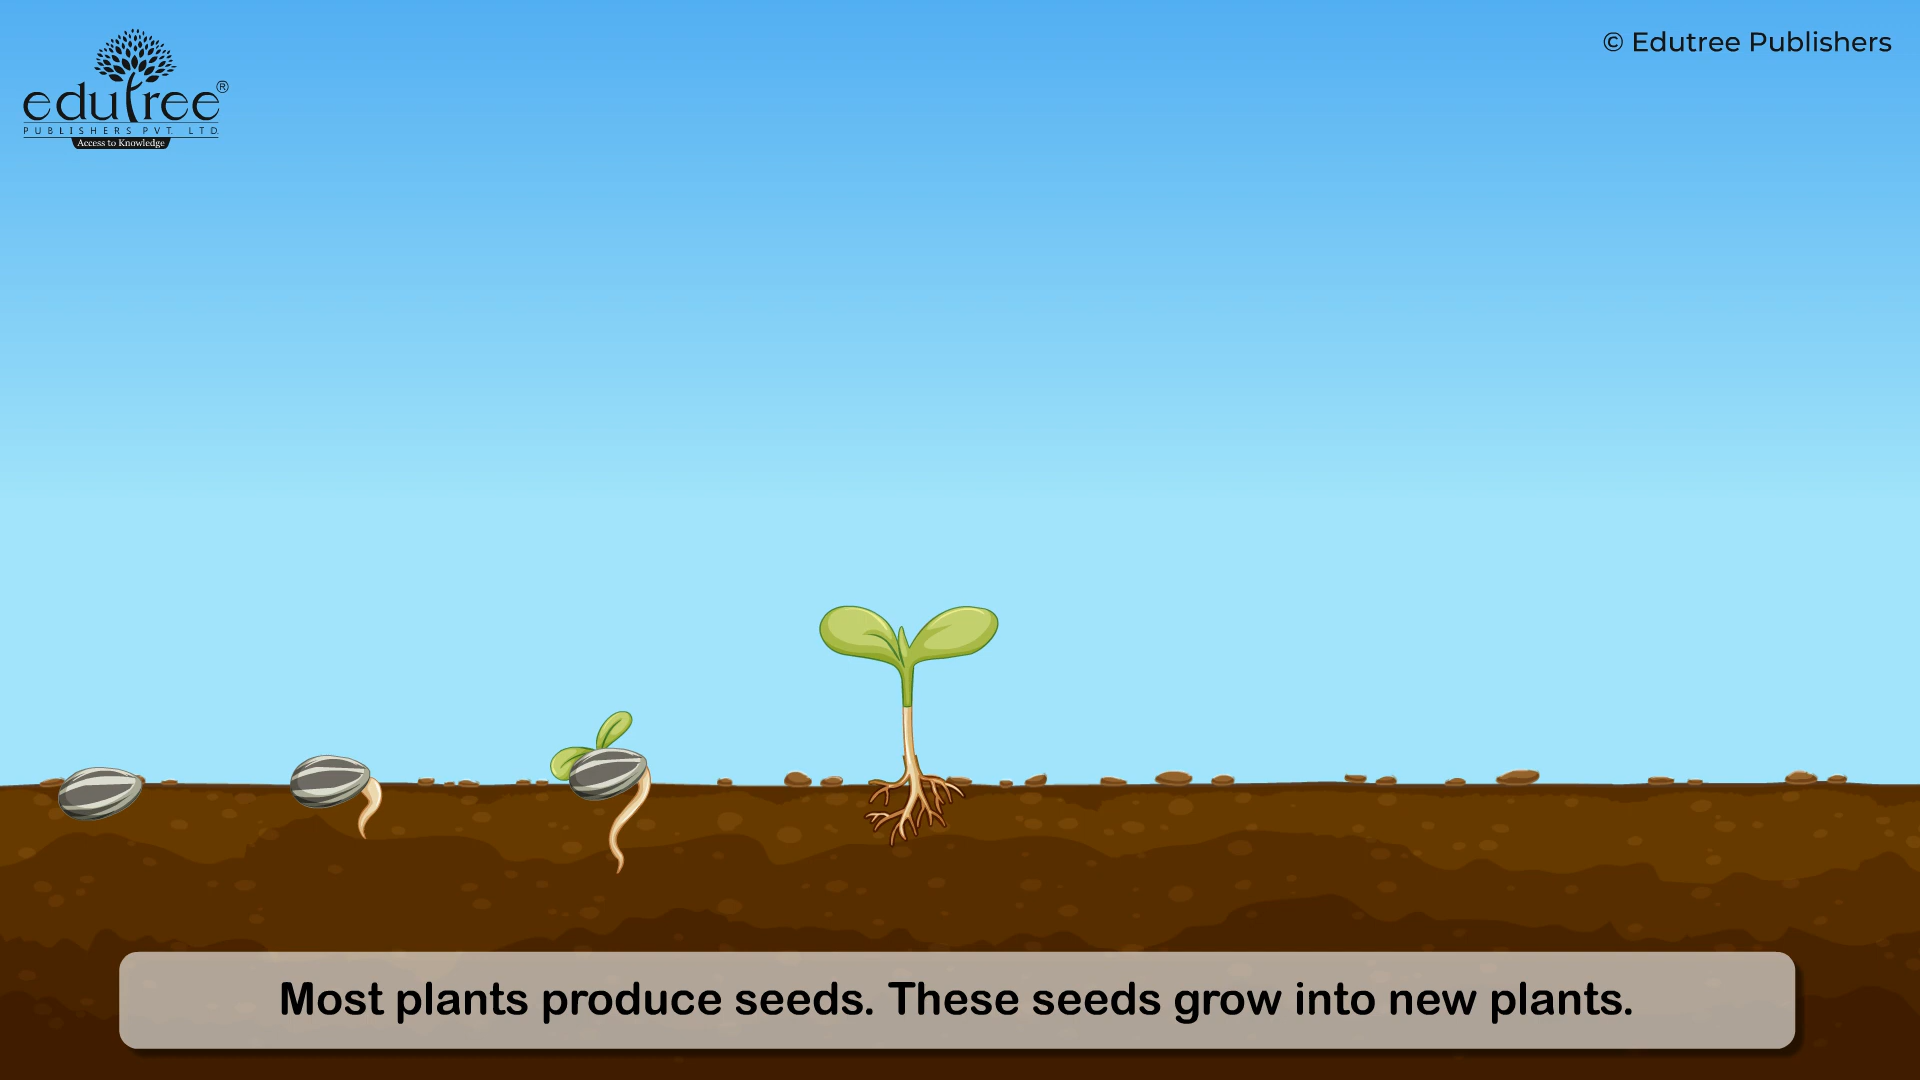 edutree®
PUBLISHERS PVT. LTD.
Access to Knowledge
© Edutree Publishers
Most plants produce seeds. These seeds grow into new plants.